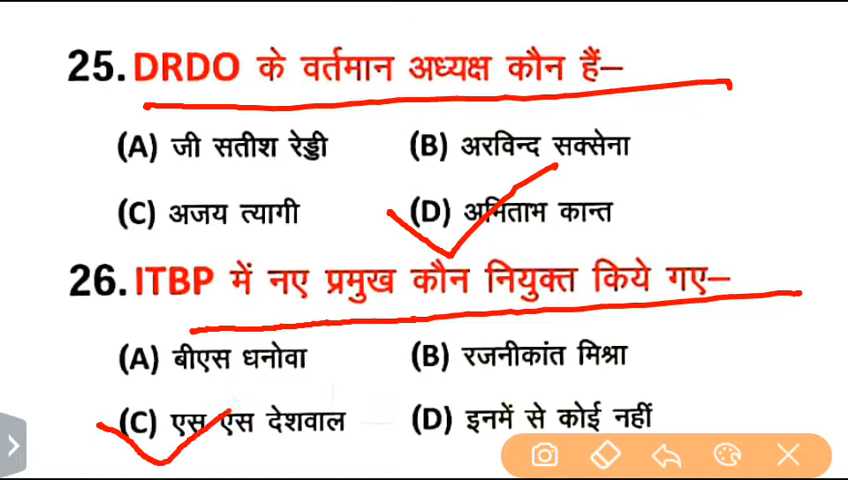 25. DRDO के वर्तमान अध्यक्ष कौन हैं–
(A) जी सतीश रेड्डी (B) अरविन्द सक्सेना
(C) अजय त्यागी (D) अमिताभ कान्त
26. ITBP में नए प्रमुख कौन नियुक्त किये गए–
(A) बीएस धनोवा (B) रजनीकांत मिश्रा
(C) एस एस देशवाल (D) इनमें से कोई नहीं